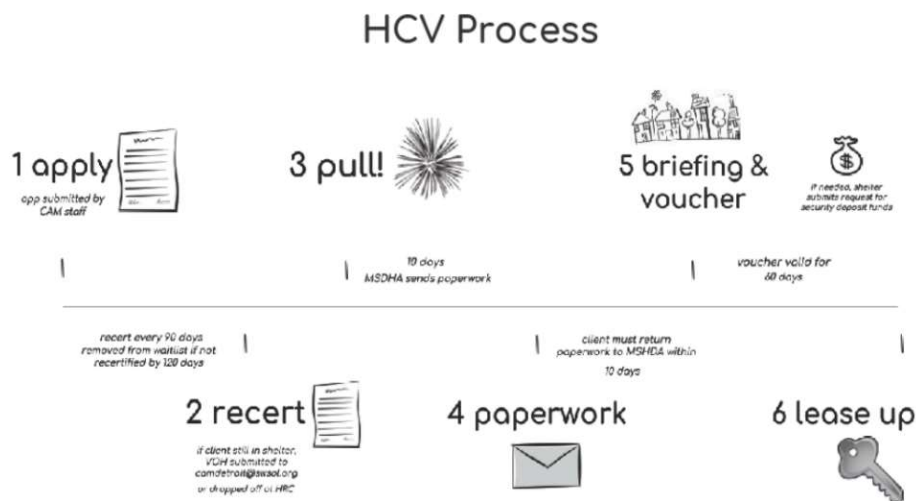 HCV Process
1 apply
app submitted by
CAM staff
3 pull!
5 briefing &
voucher
if needed, shelter
submits request for
security deposit funds
10 days
MSDHA sends paperwork
voucher valid for
60 days
recert every 90 days
removed from waitlist if not
recertified by 120 days
client must return
paperwork to MSHDA within
10 days
2 recert
if client still in shelter,
VOH submitted to
camdetroit@swsol.org
or dropped off at HRC
4 paperwork
6 lease up